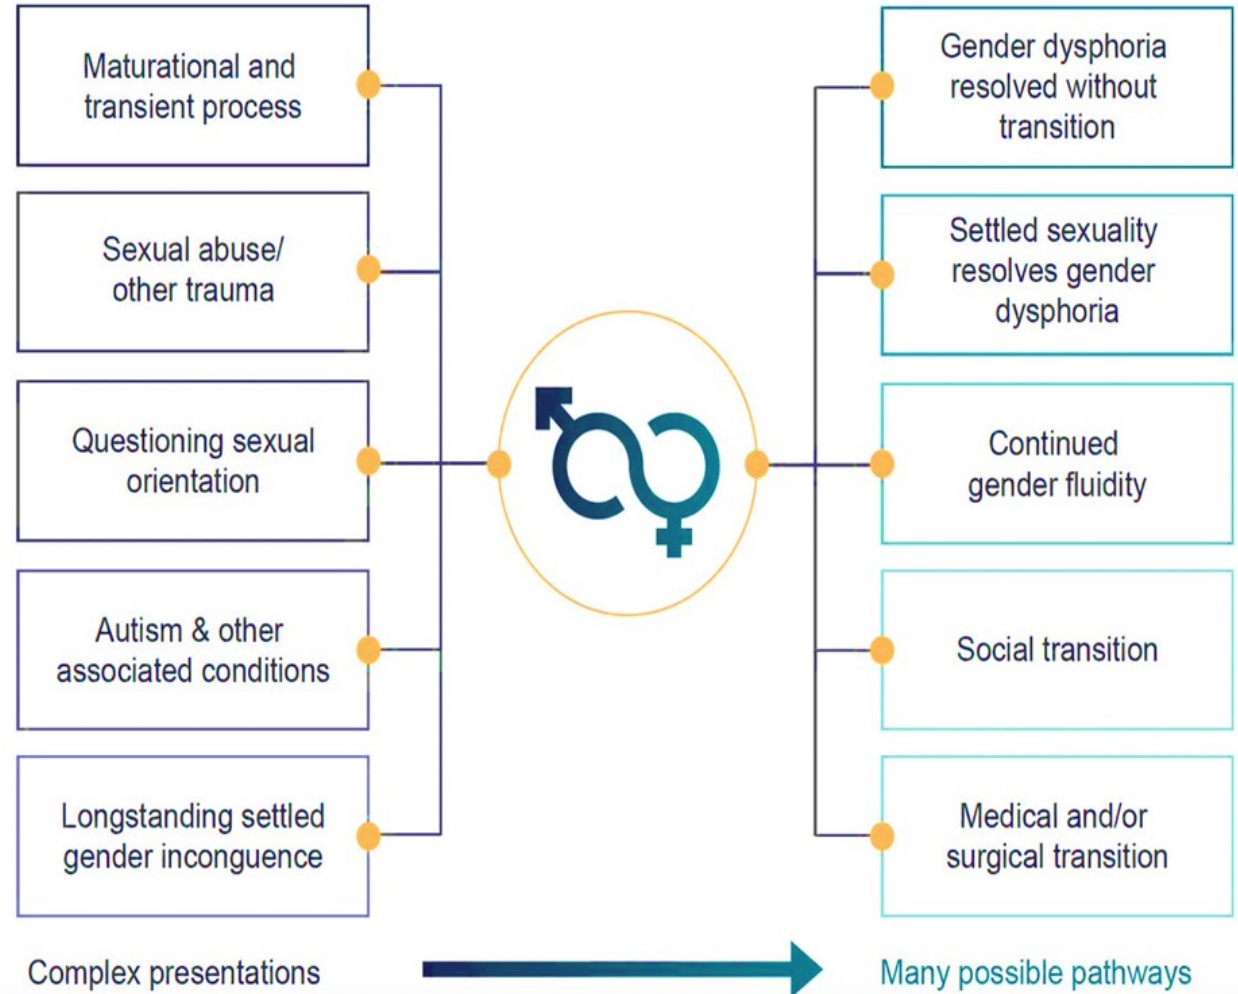 Maturational and
transient process
Sexual abuse/
other trauma
Questioning sexual
orientation
Autism & other
associated conditions
Longstanding settled
gender inconguence
Complex presentations
Gender dysphoria
resolved without
transition
Settled sexuality
resolves gender
dysphoria
Continued
gender fluidity
Social transition
Medical and/or
surgical transition
Many possible pathways